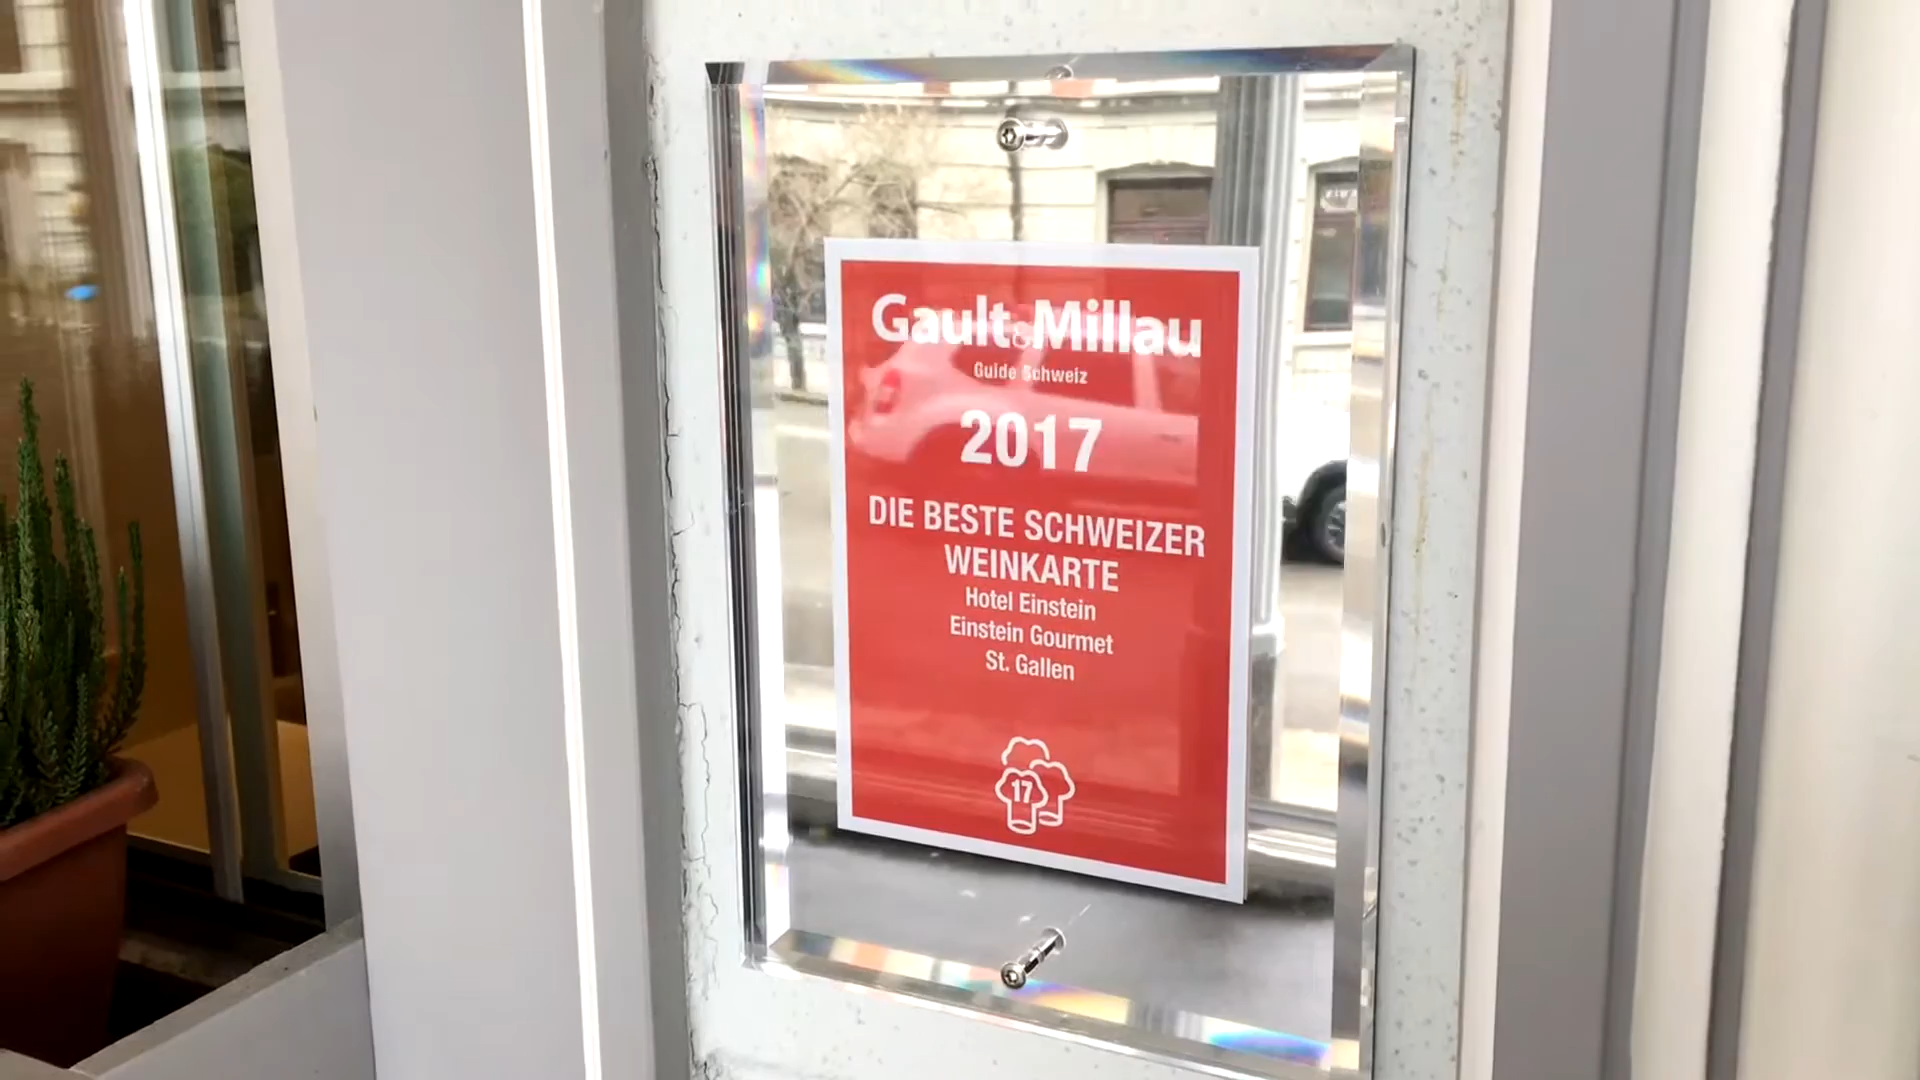 Gault&Millau
Guide Schweiz
2017
DIE BESTE SCHWEIZER
WEINKARTE
Hotel Einstein
Einstein Gourmet
St. Gallen
17